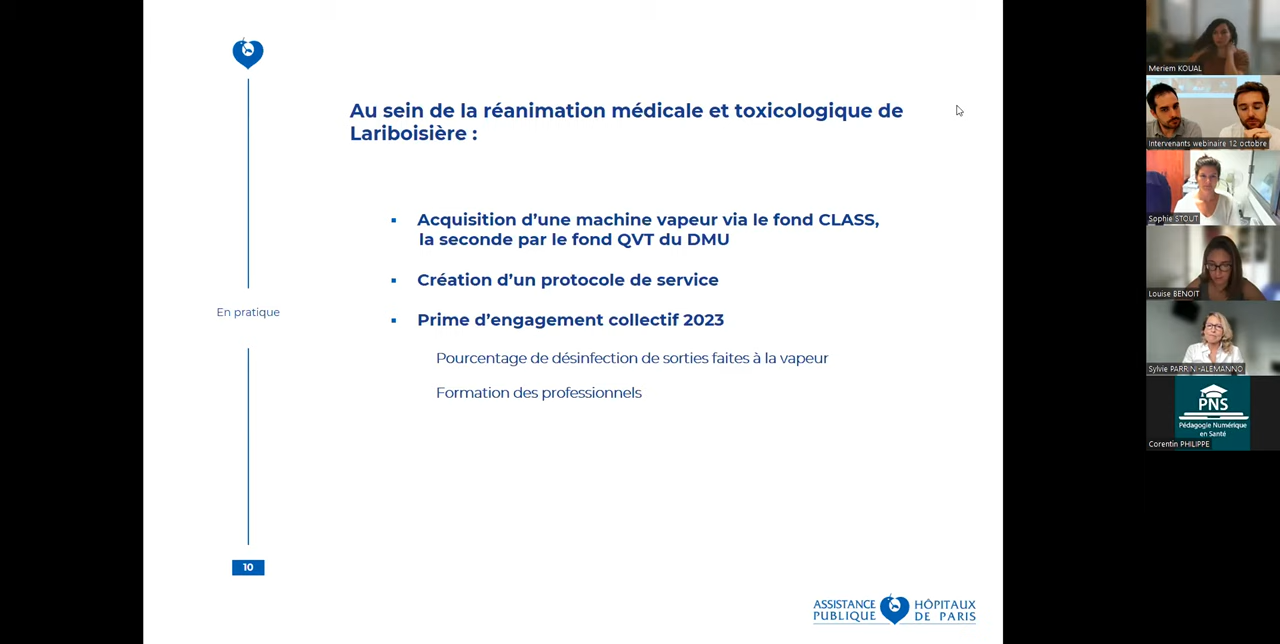 Au sein de la réanimation médicale et toxicologique de
Lariboisière :
▪ Acquisition d'une machine vapeur via le fond CLASS,
la seconde par le fond QVT du DMU
▪ Création d'un protocole de service
▪ Prime d'engagement collectif 2023
Pourcentage de désinfection de sorties faites à la vapeur
Formation des professionnels
En pratique
10
ASSISTANCE HÔPITAUX
PUBLIQUE DE PARIS
Meriem KOUAL
Intervenants webinaire 12 octobre
Sophie STOUT
Louise BENOIT
Sylvie PARRINI-ALEMANNO
PNS
Pédagogie Numérique
en Santé
Corentin PHILIPPE